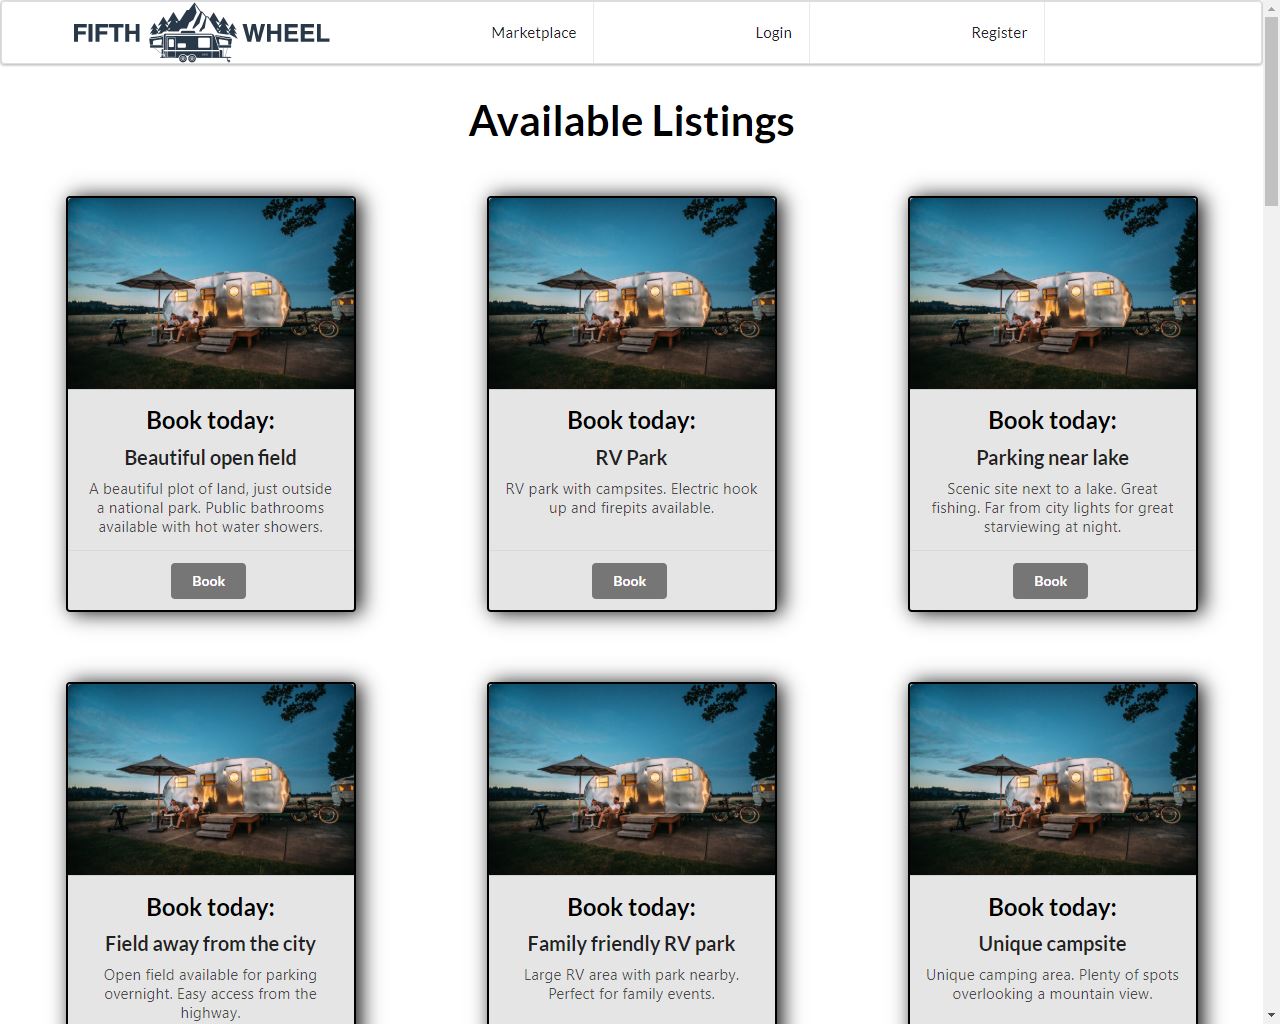 FIFTH WHEEL
Marketplace
Login
Register
Available Listings
Book today:
Beautiful open field
A beautiful plot of land, just outside
a national park. Public bathrooms
available with hot water showers.
Book
Book today:
RV Park
RV park with campsites. Electric hook
up and firepits available.
Book
Book today:
Parking near lake
Scenic site next to a lake. Great
fishing. Far from city lights for great
starviewing at night.
Book
Book today:
Field away from the city
Open field available for parking
overnight. Easy access from the
highway.
Book today:
Family friendly RV park
Large RV area with park nearby.
Perfect for family events.
Book today:
Unique campsite
Unique camping area. Plenty of spots
overlooking a mountain view.